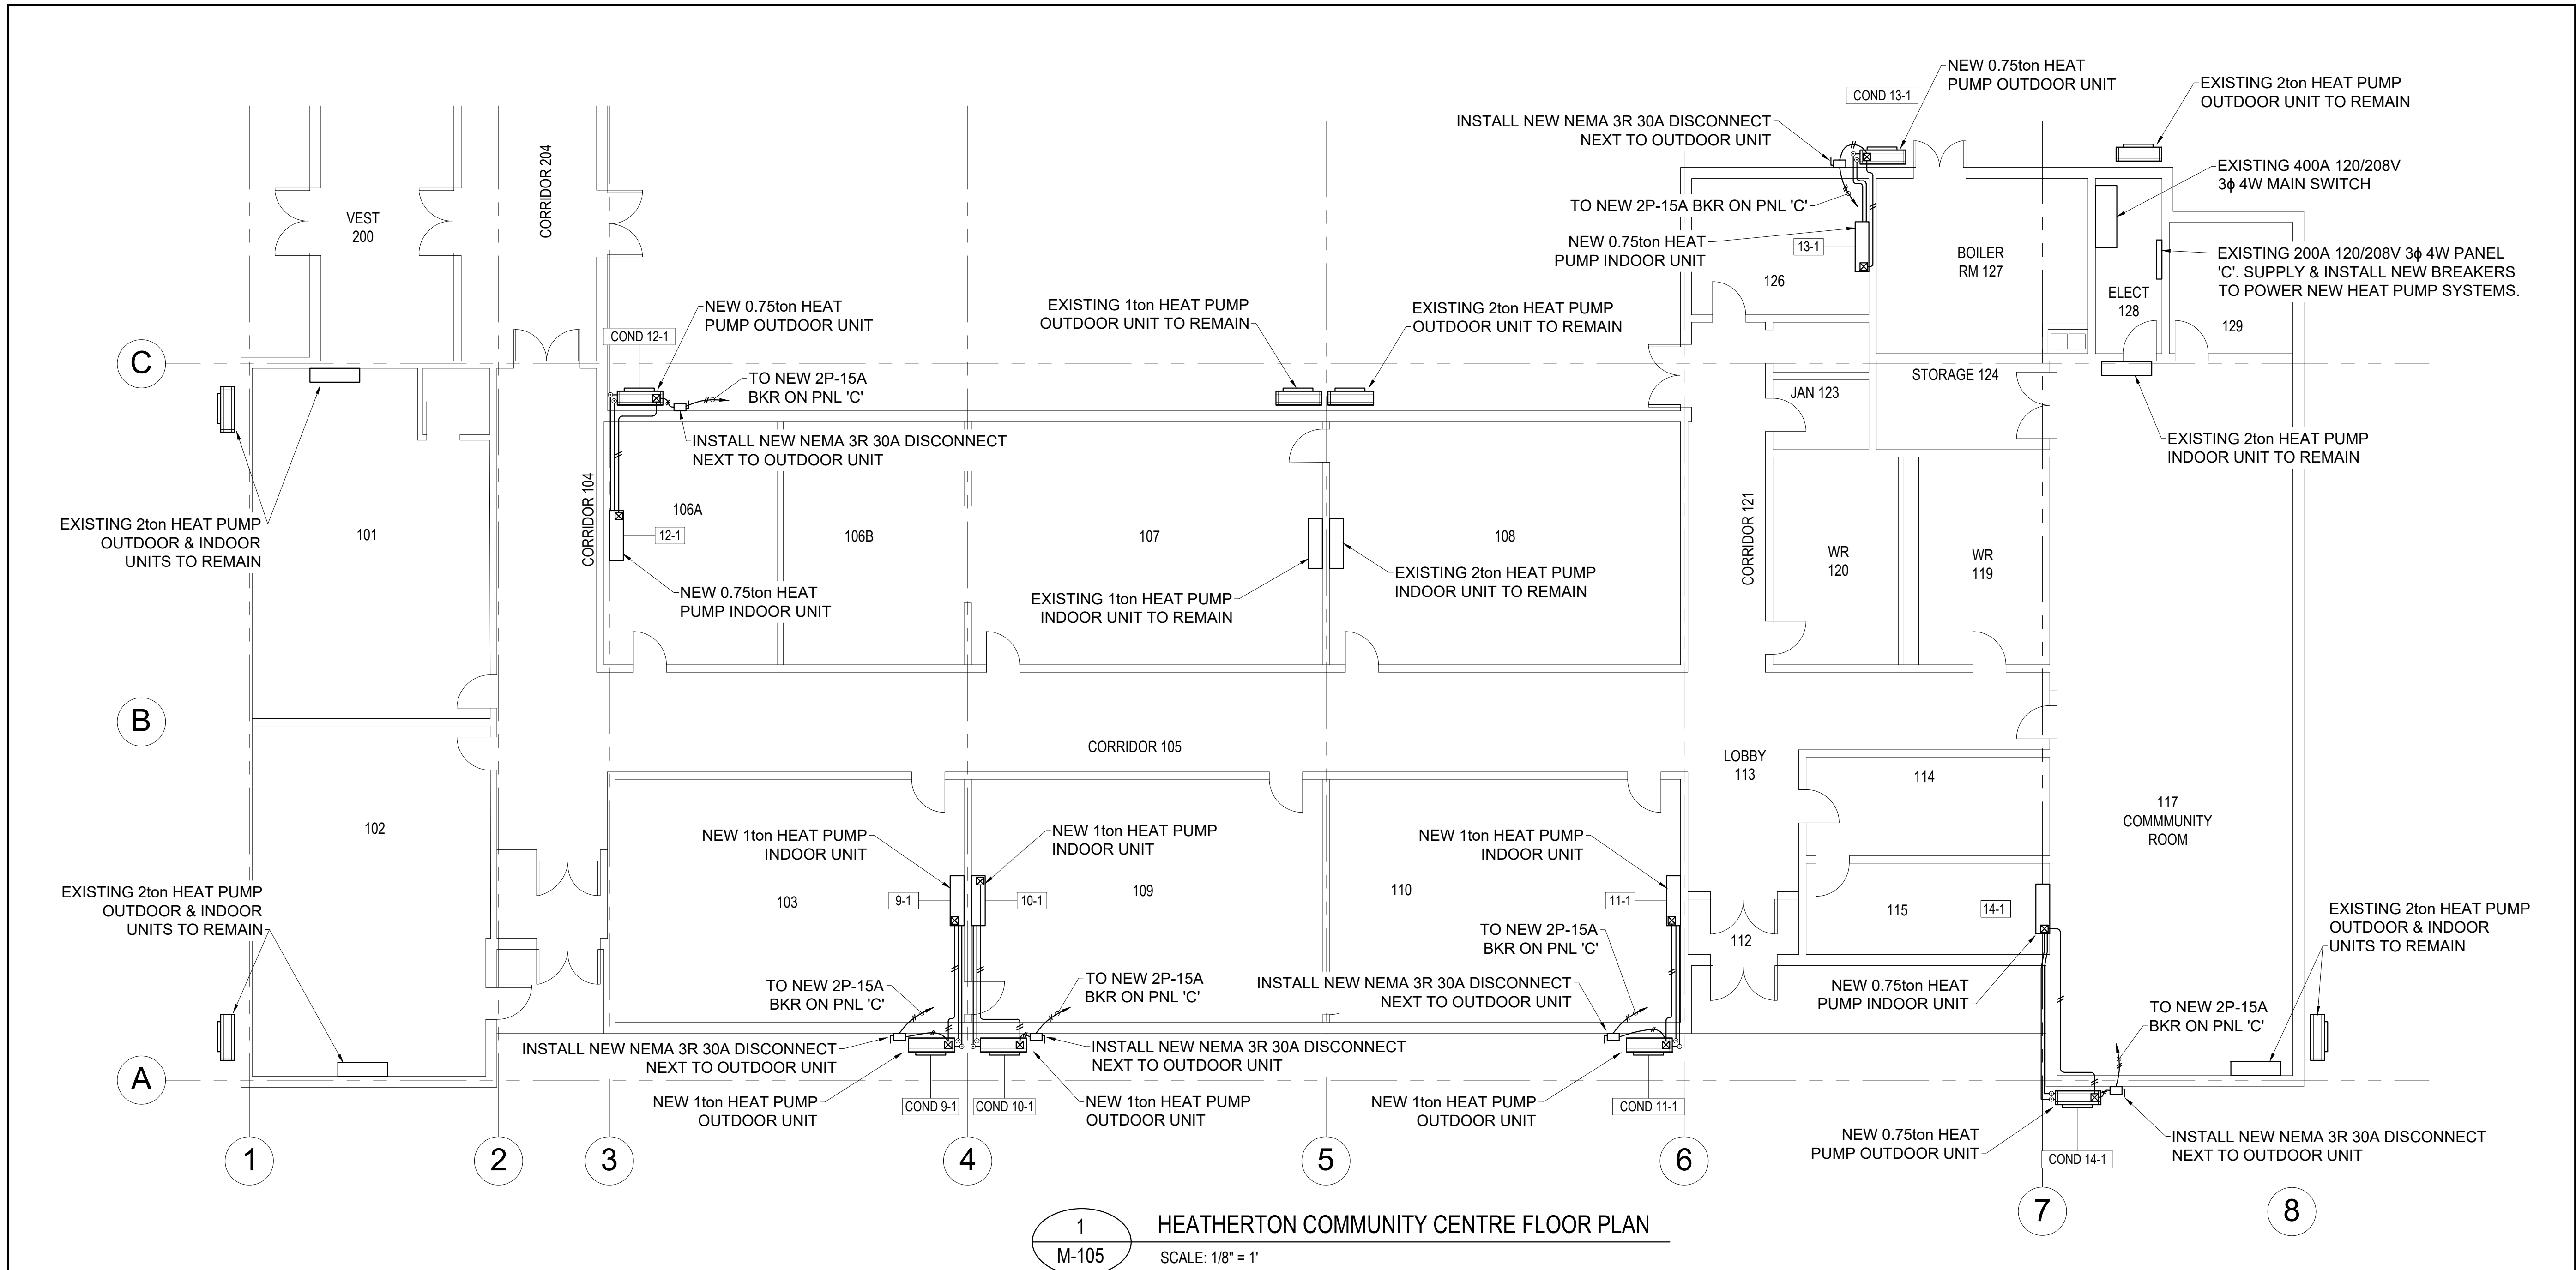 NEW 0.75ton HEAT
PUMP OUTDOOR UNIT
COND 13-1
EXISTING 2ton HEAT PUMP
OUTDOOR UNIT TO REMAIN
INSTALL NEW NEMA 3R 30A DISCONNECT
NEXT TO OUTDOOR UNIT
EXISTING 400A 120/208V
3ϕ 4W MAIN SWITCH
TO NEW 2P-15A BKR ON PNL 'C'
NEW 0.75ton HEAT
PUMP INDOOR UNIT
13-1
126
BOILER
RM 127
EXISTING 200A 120/208V 3ϕ 4W PANEL
'C'. SUPPLY & INSTALL NEW BREAKERS
TO POWER NEW HEAT PUMP SYSTEMS.
ELECT
128
129
VEST
200
CORRIDOR 204
NEW 0.75ton HEAT
PUMP OUTDOOR UNIT
COND 12-1
EXISTING 1ton HEAT PUMP
OUTDOOR UNIT TO REMAIN
EXISTING 2ton HEAT PUMP
OUTDOOR UNIT TO REMAIN
C
TO NEW 2P-15A
BKR ON PNL 'C'
INSTALL NEW NEMA 3R 30A DISCONNECT
NEXT TO OUTDOOR UNIT
STORAGE 124
JAN 123
EXISTING 2ton HEAT PUMP
INDOOR UNIT TO REMAIN
EXISTING 2ton HEAT PUMP
OUTDOOR & INDOOR
UNITS TO REMAIN
101
CORRIDOR 104
106A
12-1
106B
107
108
NEW 0.75ton HEAT
PUMP INDOOR UNIT
EXISTING 1ton HEAT PUMP
INDOOR UNIT TO REMAIN
EXISTING 2ton HEAT PUMP
INDOOR UNIT TO REMAIN
CORRIDOR 121
WR
120
WR
119
B
CORRIDOR 105
LOBBY
113
114
117
COMMMUNITY
ROOM
102
NEW 1ton HEAT PUMP
INDOOR UNIT
NEW 1ton HEAT PUMP
INDOOR UNIT
NEW 1ton HEAT PUMP
INDOOR UNIT
103
9-1
10-1
109
110
11-1
112
115
14-1
EXISTING 2ton HEAT PUMP
OUTDOOR & INDOOR
UNITS TO REMAIN
EXISTING 2ton HEAT PUMP
OUTDOOR & INDOOR
UNITS TO REMAIN
TO NEW 2P-15A
BKR ON PNL 'C'
TO NEW 2P-15A
BKR ON PNL 'C'
TO NEW 2P-15A
BKR ON PNL 'C'
INSTALL NEW NEMA 3R 30A DISCONNECT
NEXT TO OUTDOOR UNIT
NEW 0.75ton HEAT
PUMP INDOOR UNIT
TO NEW 2P-15A
BKR ON PNL 'C'
INSTALL NEW NEMA 3R 30A DISCONNECT
NEXT TO OUTDOOR UNIT
INSTALL NEW NEMA 3R 30A DISCONNECT
NEXT TO OUTDOOR UNIT
A
NEW 1ton HEAT PUMP
OUTDOOR UNIT
COND 9-1
COND 10-1
NEW 1ton HEAT PUMP
OUTDOOR UNIT
NEW 1ton HEAT PUMP
OUTDOOR UNIT
COND 11-1
NEW 0.75ton HEAT
PUMP OUTDOOR UNIT
COND 14-1
INSTALL NEW NEMA 3R 30A DISCONNECT
NEXT TO OUTDOOR UNIT
1
2
3
4
5
6
7
8
1
M-105
HEATHERTON COMMUNITY CENTRE FLOOR PLAN
SCALE: 1/8" = 1'